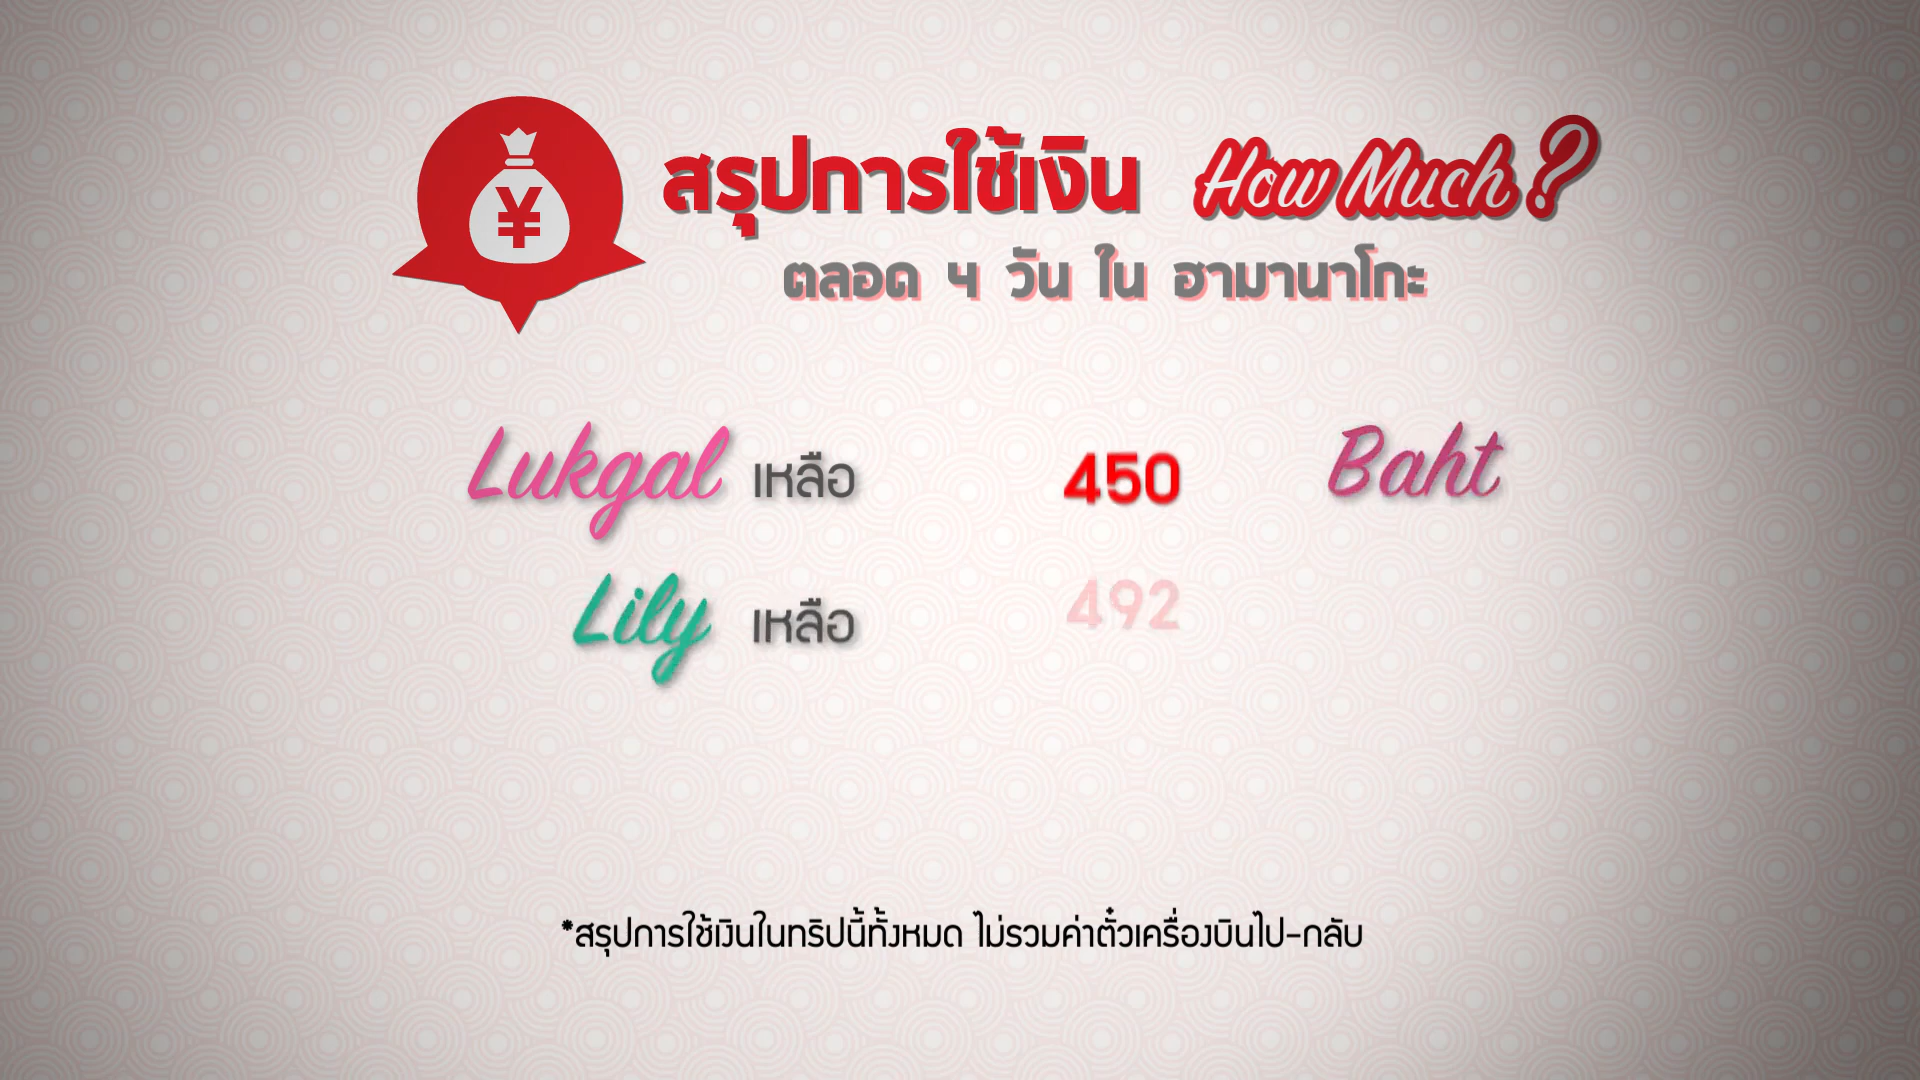 ¥
สรุปการใช้เงิน How Much?
ตลอด ๔ วัน ใน ฮามานาโกะ
Lukgal เหลือ 450 Baht
Lily เหลือ 492
*สรุปการใช้เงินในทริปนี้ทั้งหมด ไม่รวมค่าตั๋วเครื่องบินไป-กลับ